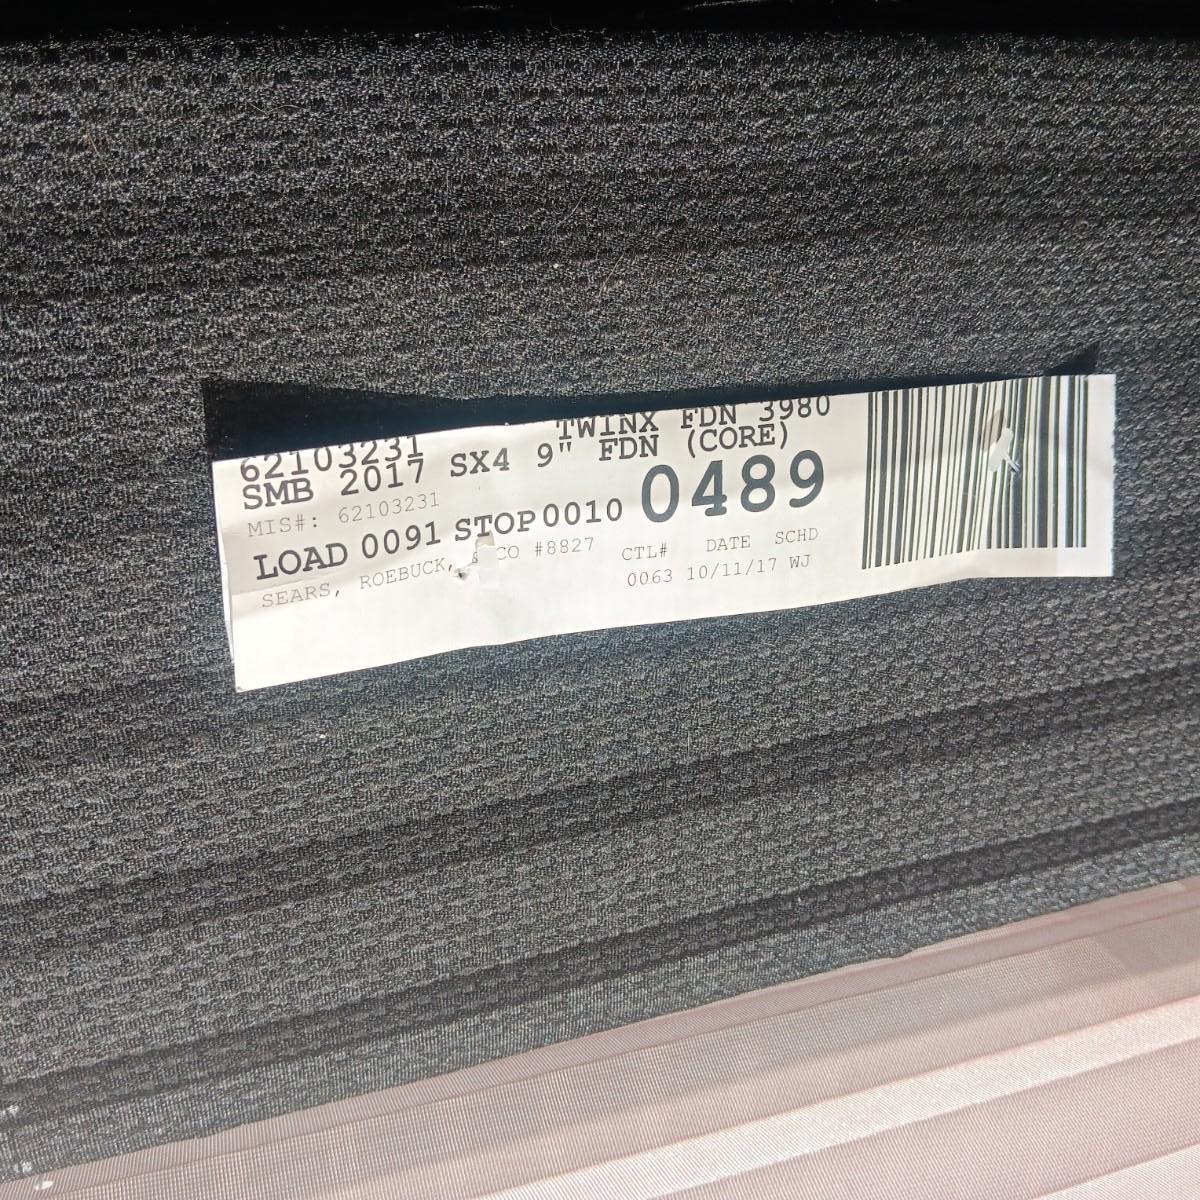 62103231 TWINX FDN 3980
SMB 2017 SX4 9" FDN (CORE)
MIS#: 62103231
LOAD 0091 STOP 0010 0489
SEARS, ROEBUCK, CO #8827 CTL# DATE SCHD
0063 10/11/17 WJ